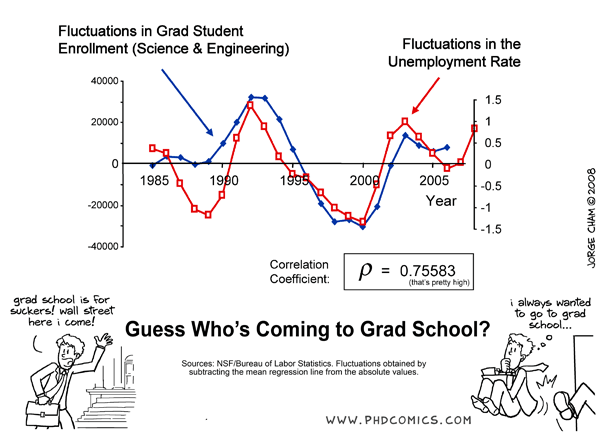 Fluctuations in Grad Student
Enrollment (Science & Engineering)
Fluctuations in the
Unemployment Rate
40000
20000
0
-20000
-40000
1985
1990
1995
2000
2005
Year
1.5
1
0.5
0
-0.5
-1
-1.5
JORGE CHAM © 2008
Correlation
Coefficient:
ρ = 0.75583
(that's pretty high)
grad school is for
suckers! wall street
here i come!
Guess Who's Coming to Grad School?
i always wanted
to go to grad
school...
Sources: NSF/Bureau of Labor Statistics. Fluctuations obtained by
subtracting the mean regression line from the absolute values.
WWW.PHDCOMICS.COM